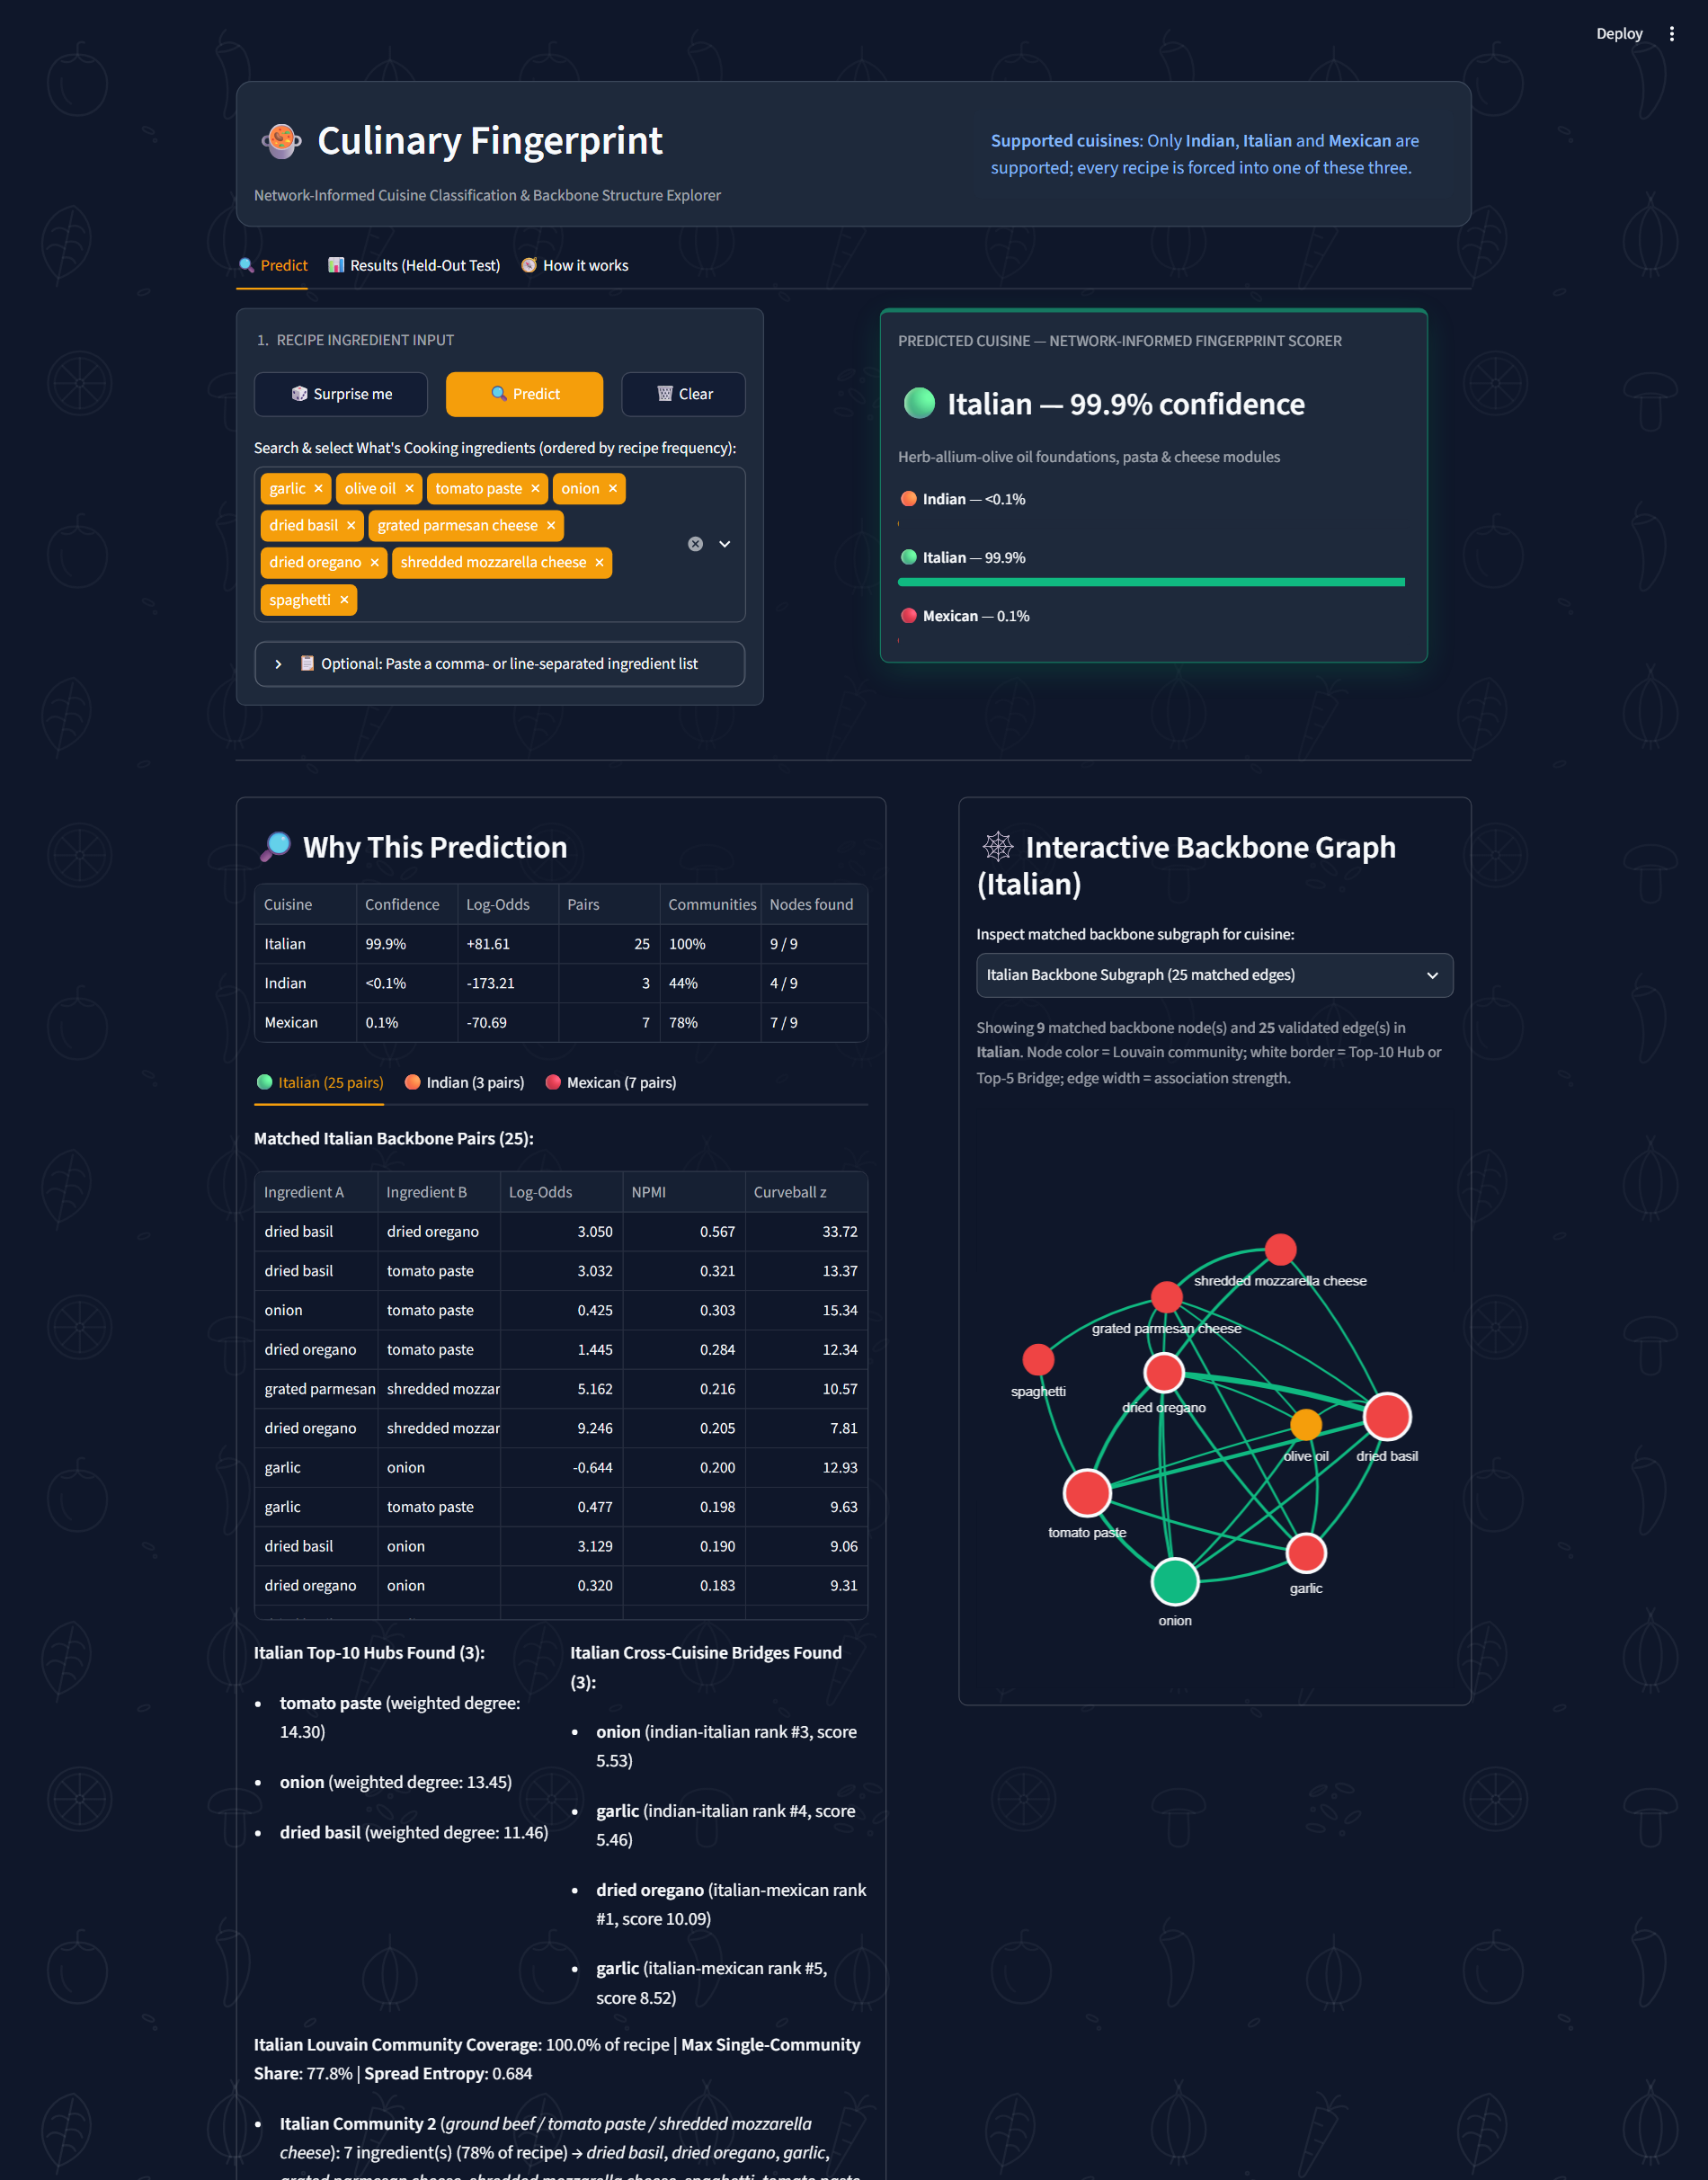 Deploy
Culinary Fingerprint
Network-Informed Cuisine Classification & Backbone Structure Explorer
Supported cuisines: Only Indian, Italian and Mexican are
supported; every recipe is forced into one of these three.
Predict
Results (Held-Out Test)
How it works
1. RECIPE INGREDIENT INPUT
Surprise me
Predict
Clear
Search & select What's Cooking ingredients (ordered by recipe frequency):
garlic × olive oil × tomato paste × onion ×
dried basil × grated parmesan cheese ×
dried oregano × shredded mozzarella cheese ×
spaghetti ×
Optional: Paste a comma- or line-separated ingredient list
PREDICTED CUISINE — NETWORK-INFORMED FINGERPRINT SCORER
Italian — 99.9% confidence
Herb-allium-olive oil foundations, pasta & cheese modules
Indian — <0.1%
Italian — 99.9%
Mexican — 0.1%
Why This Prediction
Cuisine Confidence Log-Odds Pairs Communities Nodes found
Italian 99.9% +81.61 25 100% 9 / 9
Indian <0.1% -173.21 3 44% 4 / 9
Mexican 0.1% -70.69 7 78% 7 / 9
Italian (25 pairs) Indian (3 pairs) Mexican (7 pairs)
Matched Italian Backbone Pairs (25):
Ingredient A Ingredient B Log-Odds NPMI Curveball z
dried basil dried oregano 3.050 0.567 33.72
dried basil tomato paste 3.032 0.321 13.37
onion tomato paste 0.425 0.303 15.34
dried oregano tomato paste 1.445 0.284 12.34
grated parmesan shredded mozzar 5.162 0.216 10.57
dried oregano shredded mozzar 9.246 0.205 7.81
garlic onion -0.644 0.200 12.93
garlic tomato paste 0.477 0.198 9.63
dried basil onion 3.129 0.190 9.06
dried oregano onion 0.320 0.183 9.31
Italian Top-10 Hubs Found (3):
• tomato paste (weighted degree:
14.30)
• onion (weighted degree: 13.45)
• dried basil (weighted degree: 11.46)
Italian Cross-Cuisine Bridges Found
(3):
• onion (indian-italian rank #3, score
5.53)
• garlic (indian-italian rank #4, score
5.46)
• dried oregano (italian-mexican rank
#1, score 10.09)
• garlic (italian-mexican rank #5,
score 8.52)
Italian Louvain Community Coverage: 100.0% of recipe | Max Single-Community
Share: 77.8% | Spread Entropy: 0.684
• Italian Community 2 (ground beef / tomato paste / shredded mozzarella
cheese): 7 ingredient(s) (78% of recipe) → dried basil, dried oregano, garlic,
grated parmesan cheese, shredded mozzarella cheese, spaghetti, tomato paste
Interactive Backbone Graph
(Italian)
Inspect matched backbone subgraph for cuisine:
Italian Backbone Subgraph (25 matched edges)
Showing 9 matched backbone node(s) and 25 validated edge(s) in
Italian. Node color = Louvain community; white border = Top-10 Hub or
Top-5 Bridge; edge width = association strength.
shredded mozzarella cheese
grated parmesan cheese
spaghetti
dried oregano
olive oil
dried basil
tomato paste
garlic
onion